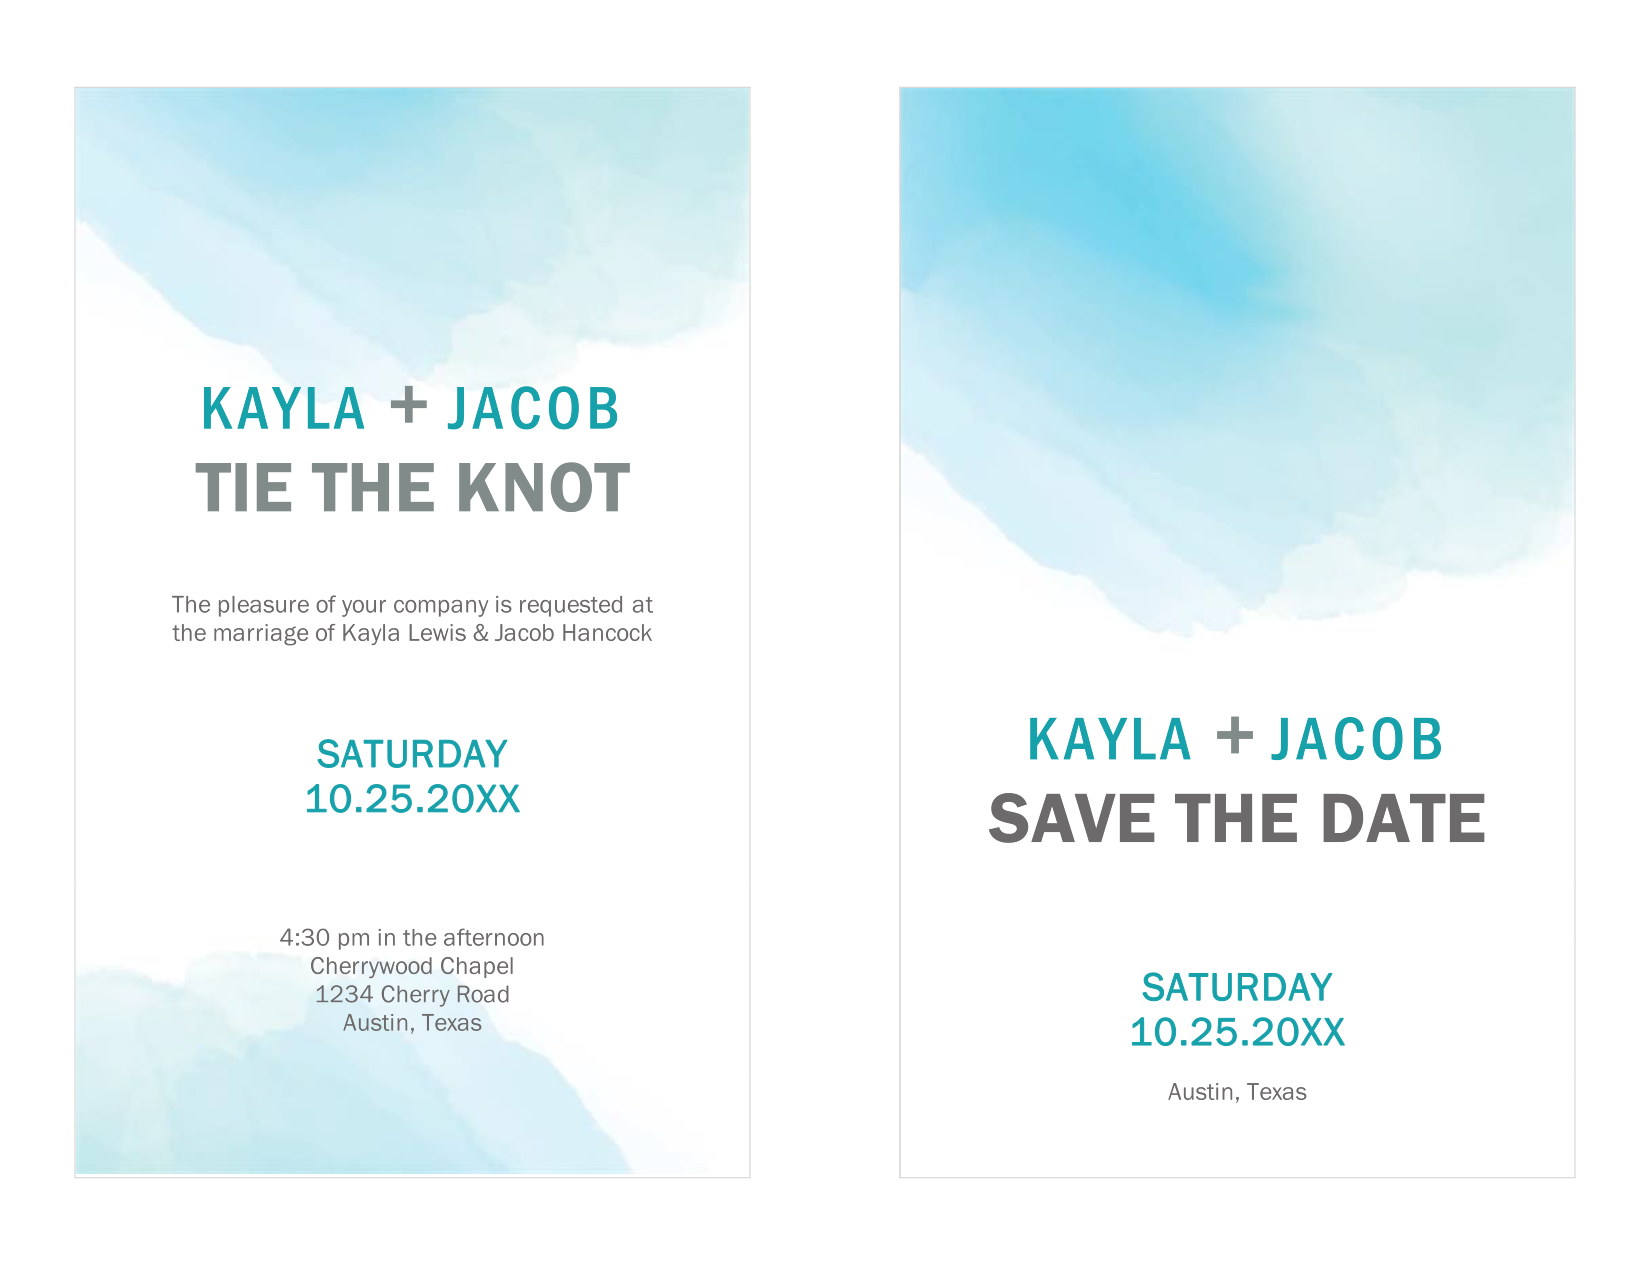 KAYLA + JACOB
TIE THE KNOT
The pleasure of your company is requested at
the marriage of Kayla Lewis & Jacob Hancock
SATURDAY
10.25.20XX
4:30 pm in the afternoon
Cherrywood Chapel
1234 Cherry Road
Austin, Texas
KAYLA + JACOB
SAVE THE DATE
SATURDAY
10.25.20XX
Austin, Texas